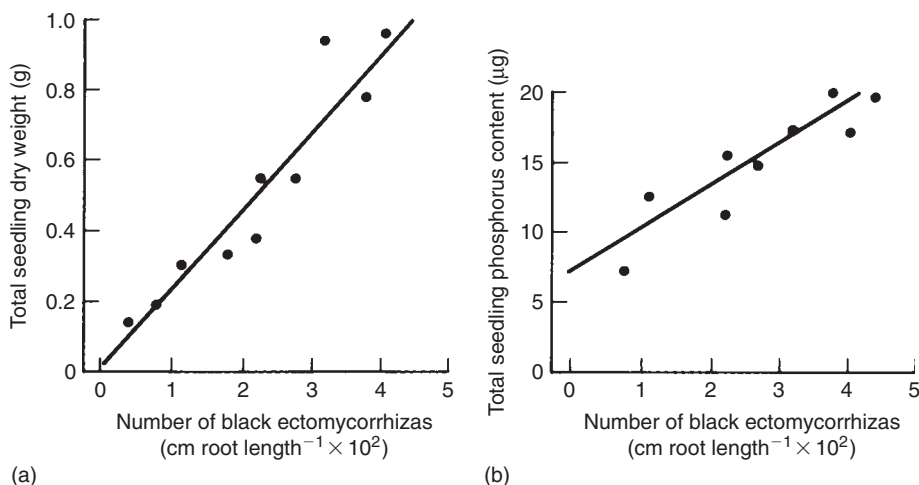 Total seedling dry weight (g)
1.0
0.8
0.6
0.4
0.2
0
0 1 2 3 4 5
Number of black ectomycorrhizas
(cm root length⁻¹ × 10²)
(a)
Total seedling phosphorus content (μg)
20
15
10
5
0
0 1 2 3 4 5
Number of black ectomycorrhizas
(cm root length⁻¹ × 10²)
(b)